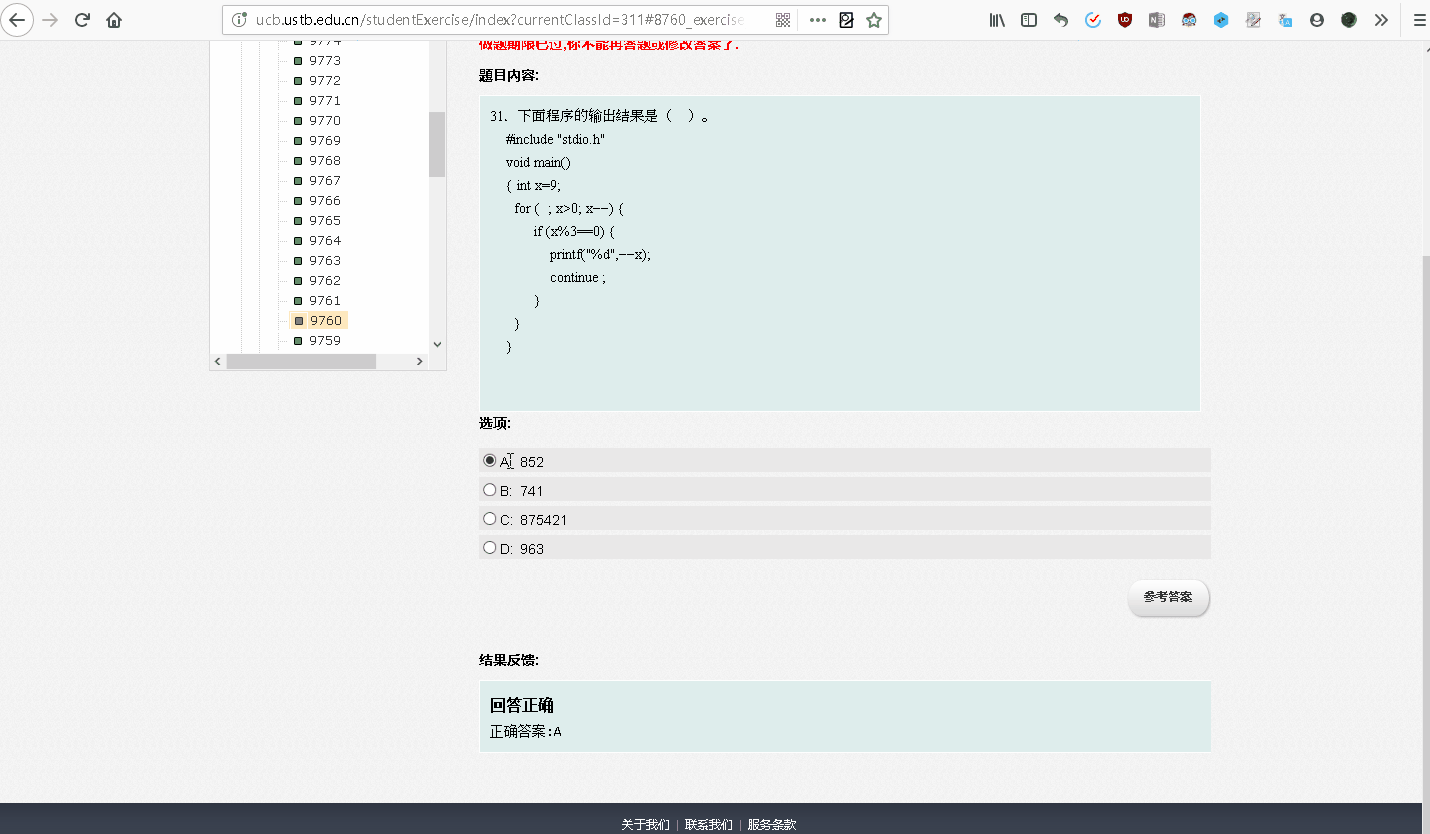 ucb.ustb.edu.cn/studentExercise/index?currentClassId=311#8760_exercise
9774
9773
9772
9771
9770
9769
9768
9767
9766
9765
9764
9763
9762
9761
9760
9759
做题期限已过,你不能再答题或修改答案了.
题目内容:
31. 下面程序的输出结果是（ ）。
#include "stdio.h"
void main()
{ int x=9;
for ( ; x>0; x--) {
if (x%3==0) {
printf("%d",--x);
continue ;
}
}
}
选项:
A: 852
B: 741
C: 875421
D: 963
参考答案
结果反馈:
回答正确
正确答案:A
关于我们 | 联系我们 | 服务条款